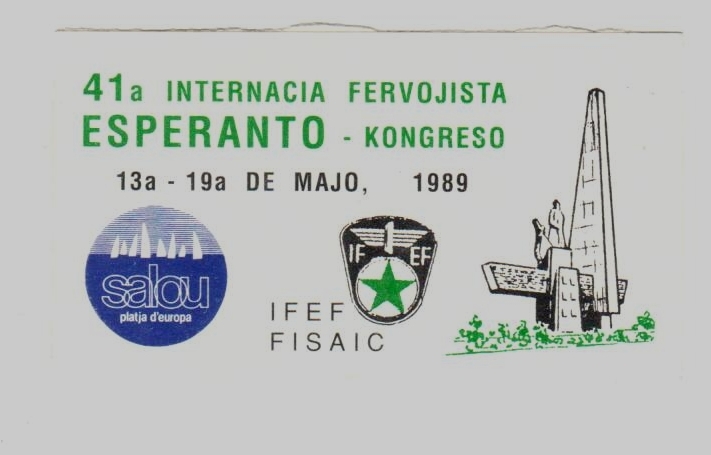 41a INTERNACIA FERVOJISTA
ESPERANTO - KONGRESO
13a - 19a DE MAJO, 1989
salou
platja d'europa
IF EF
IFEF
FISAIC